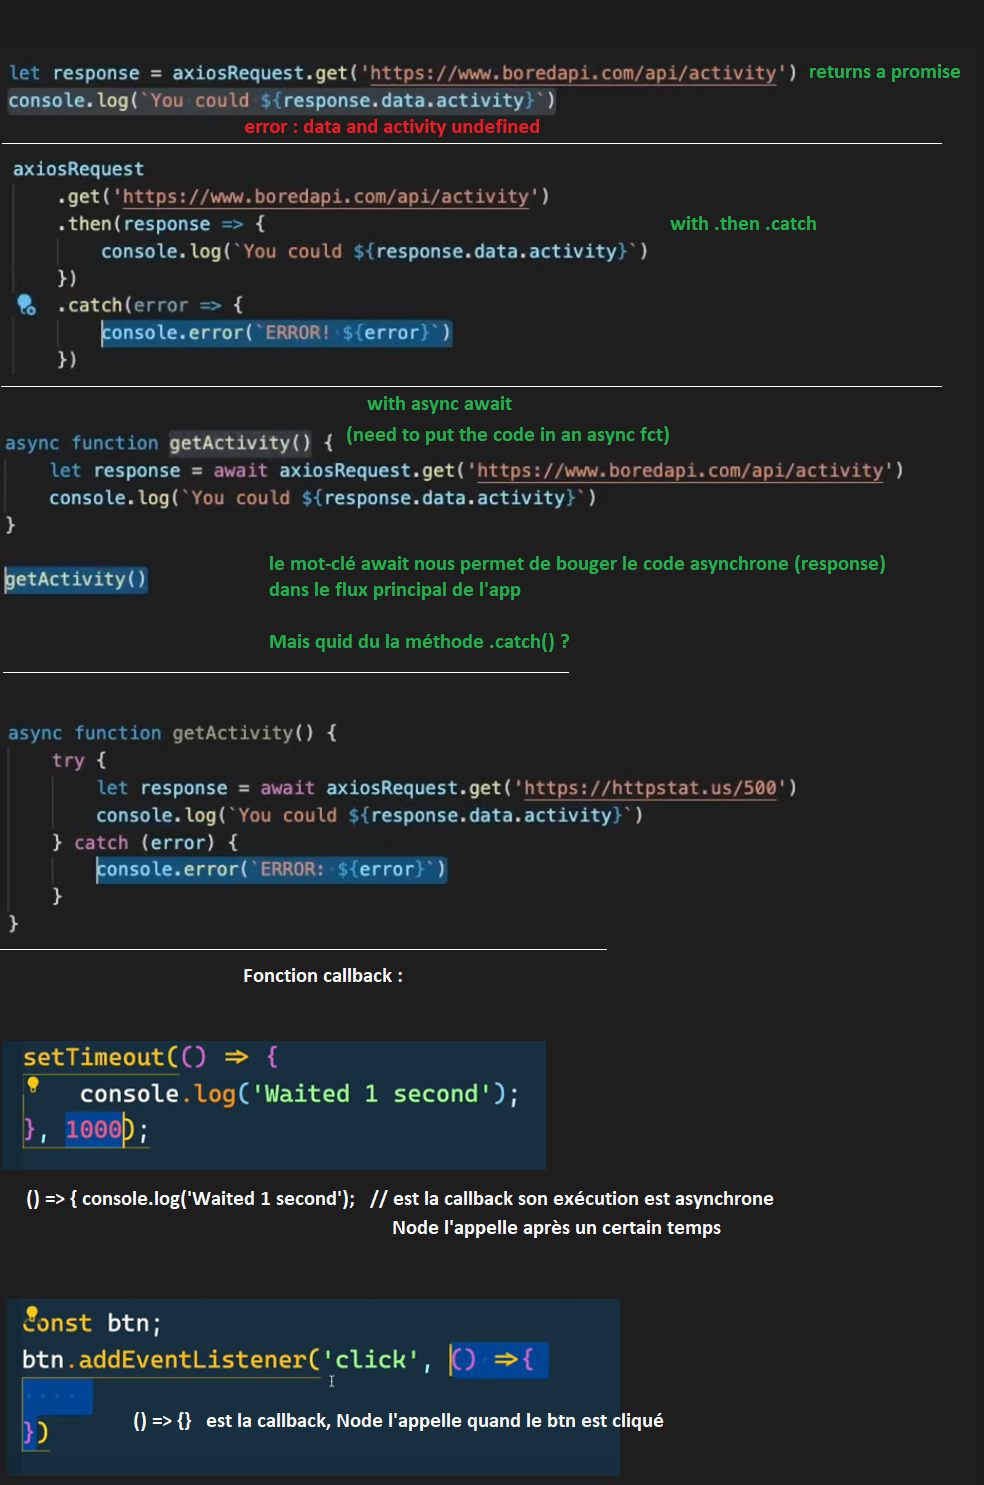 let response = axiosRequest.get('https://www.boredapi.com/api/activity') returns a promise
console.log(`You could ${response.data.activity}`)
error : data and activity undefined
axiosRequest
.get('https://www.boredapi.com/api/activity')
.then(response => {
with .then .catch
console.log(`You could ${response.data.activity}`)
})
.catch(error => {
console.error(`ERROR! ${error}`)
})
with async await
async function getActivity() { (need to put the code in an async fct)
let response = await axiosRequest.get('https://www.boredapi.com/api/activity')
console.log(`You could ${response.data.activity}`)
}
getActivity()
le mot-clé await nous permet de bouger le code asynchrone (response)
dans le flux principal de l'app
Mais quid du la méthode .catch() ?
async function getActivity() {
try {
let response = await axiosRequest.get('https://httpstat.us/500')
console.log(`You could ${response.data.activity}`)
} catch (error) {
console.error(`ERROR: ${error}`)
}
}
Fonction callback :
setTimeout(() => {
console.log('Waited 1 second');
}, 1000);
() => { console.log('Waited 1 second'); // est la callback son exécution est asynchrone
Node l'appelle après un certain temps
const btn;
btn.addEventListener('click', () =>{
})
() => {} est la callback, Node l'appelle quand le btn est cliqué